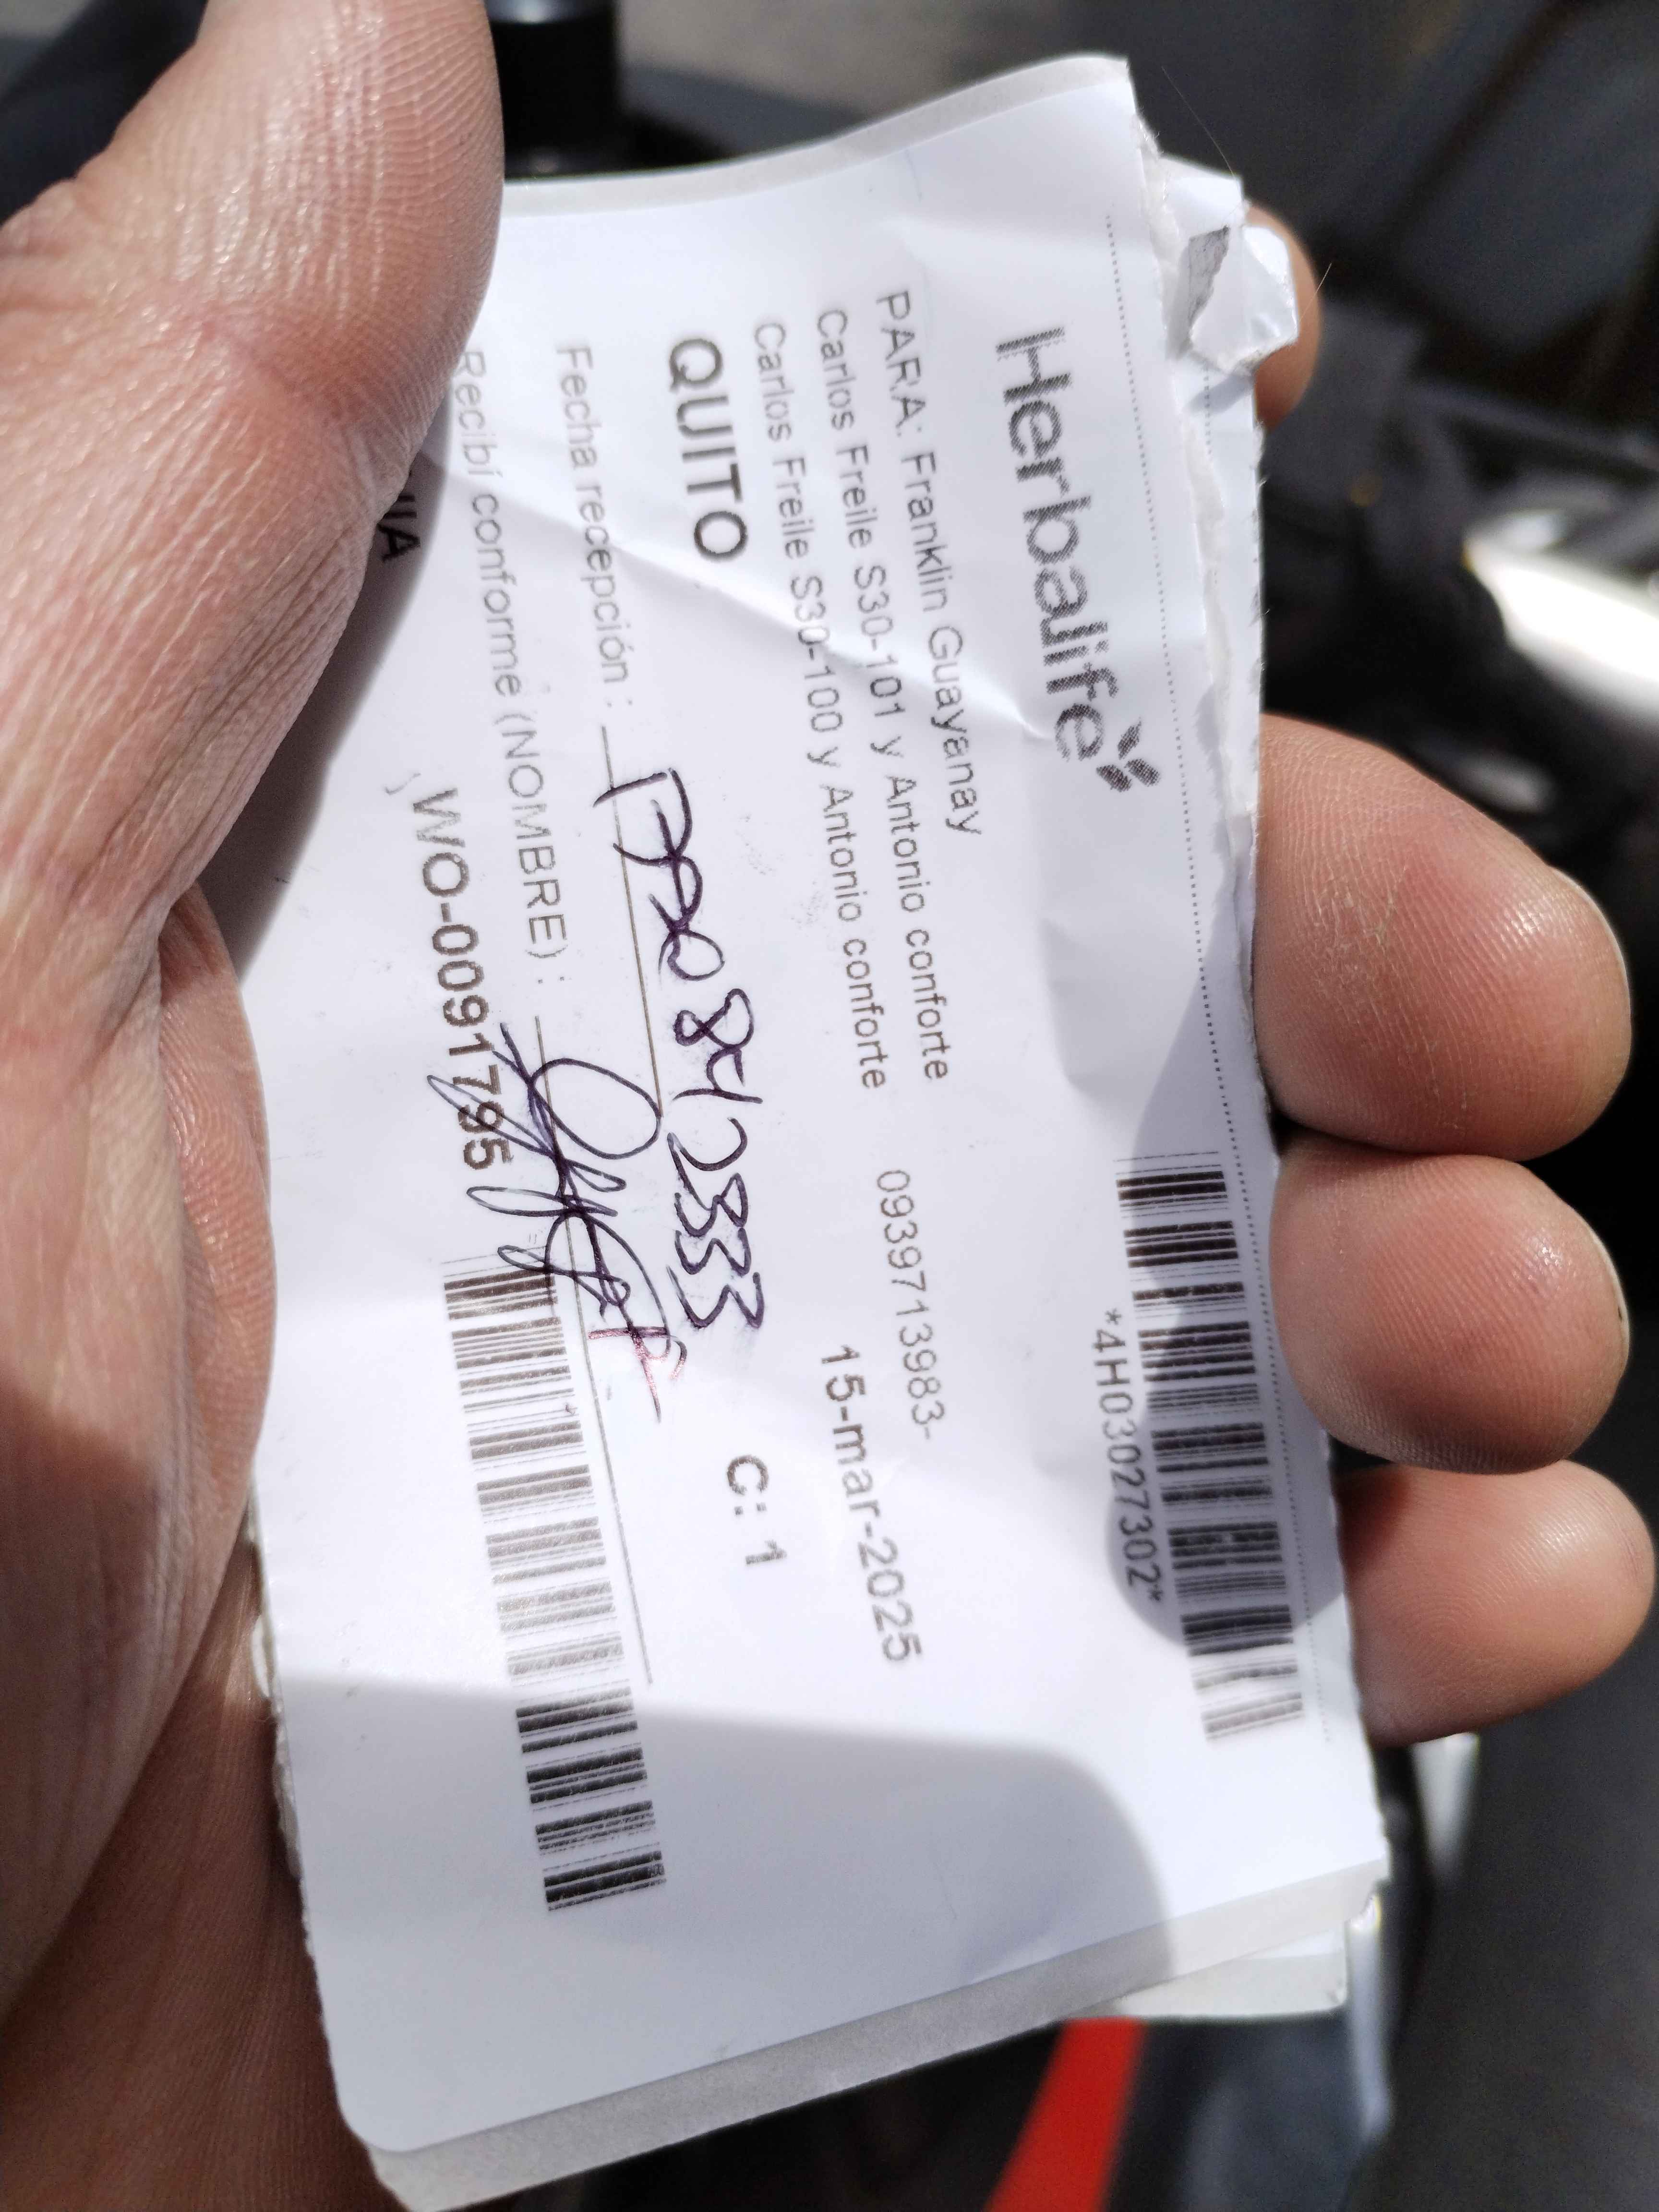 Herbalife
*4H03027302*
PARA: Franklin Guayanay
Carlos Freile S30-101 y Antonio conforte 0939713983-
Carlos Freile S30-100 y Antonio conforte 15-mar-2025
QUITO C: 1
Fecha recepción :
Recibí conforme (NOMBRE) :
WO-0091795